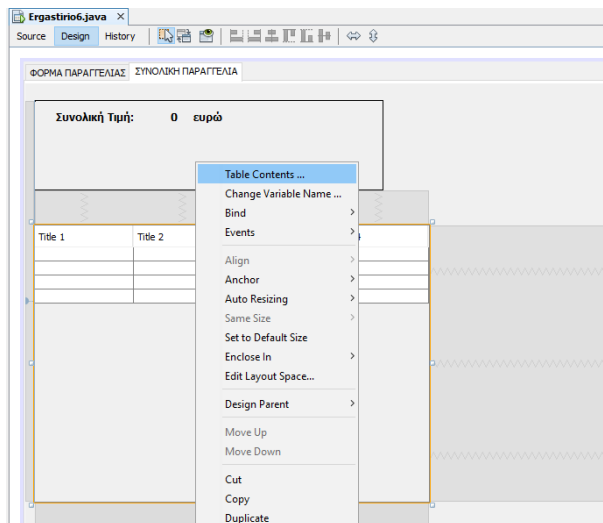 Ergastirio6.java
Source Design History
ΦΟΡΜΑ ΠΑΡΑΓΓΕΛΙΑΣ ΣΥΝΟΛΙΚΗ ΠΑΡΑΓΓΕΛΙΑ
Συνολική Τιμή: 0 ευρώ
Title 1 Title 2
Table Contents ...
Change Variable Name ...
Bind
Events
Align
Anchor
Auto Resizing
Same Size
Set to Default Size
Enclose In
Edit Layout Space...
Design Parent
Move Up
Move Down
Cut
Copy
Duplicate